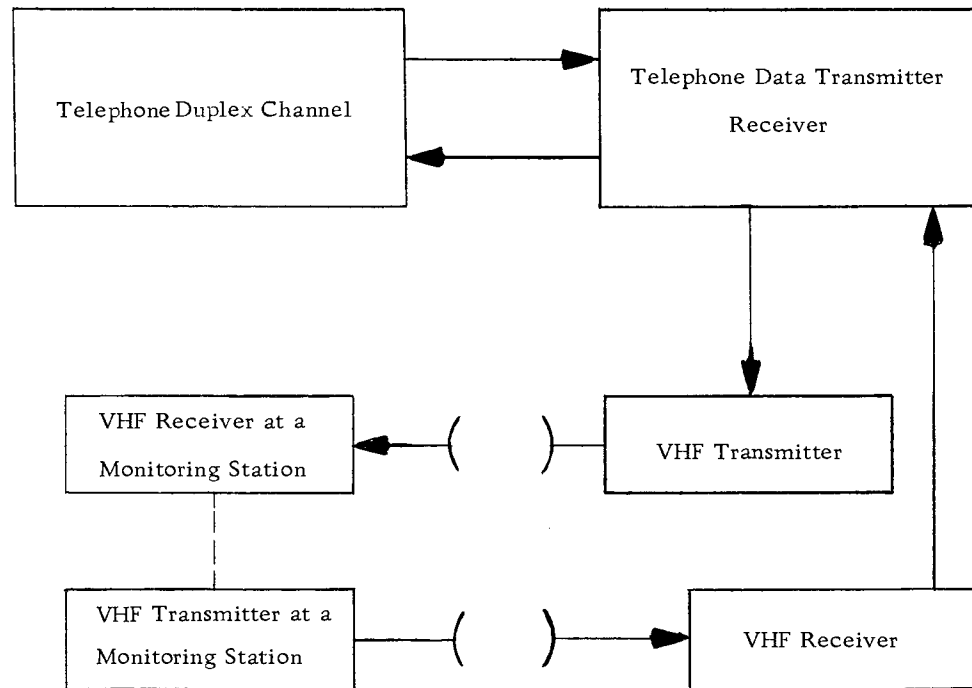 Telephone Duplex Channel
Telephone Data Transmitter
Receiver
VHF Receiver at a
Monitoring Station
VHF Transmitter
VHF Transmitter at a
Monitoring Station
VHF Receiver